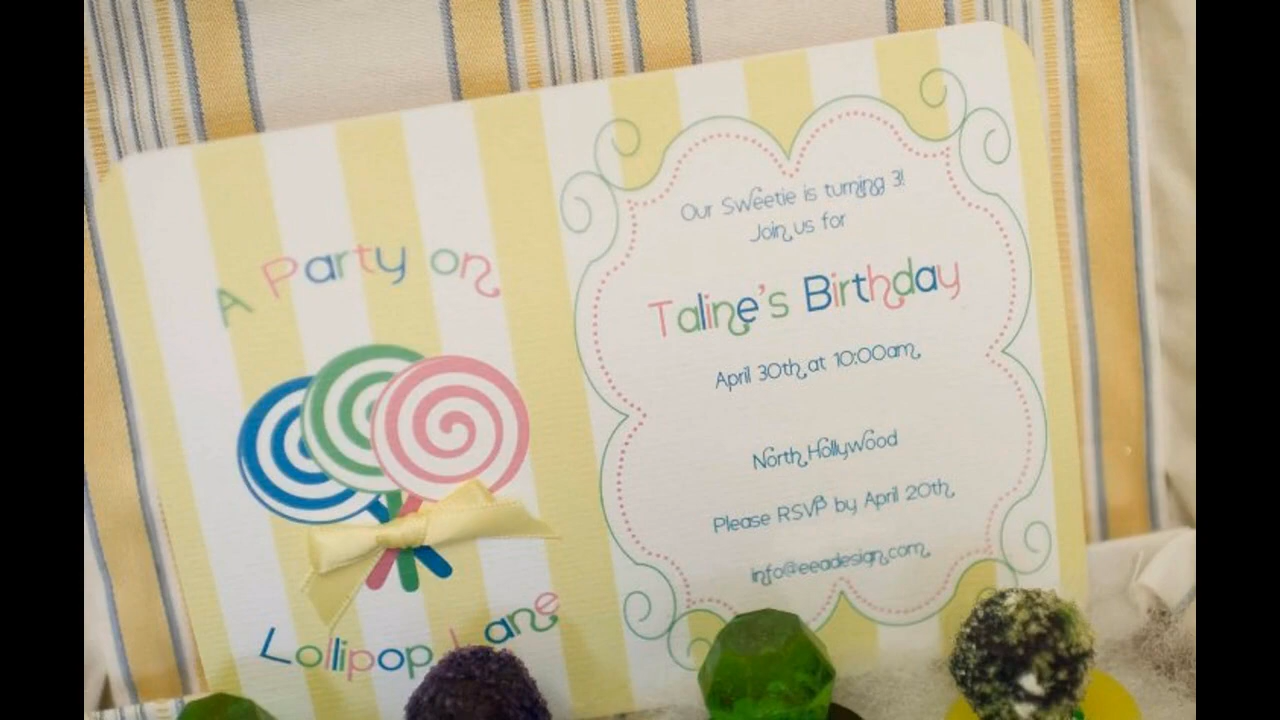 A Party on
Lollipop Lane
Our Sweetie is turning 3!
Join us for
Taline's Birthday
April 30th at 10:00am
North Hollywood
Please RSVP by April 20th
info@eeadesign.com